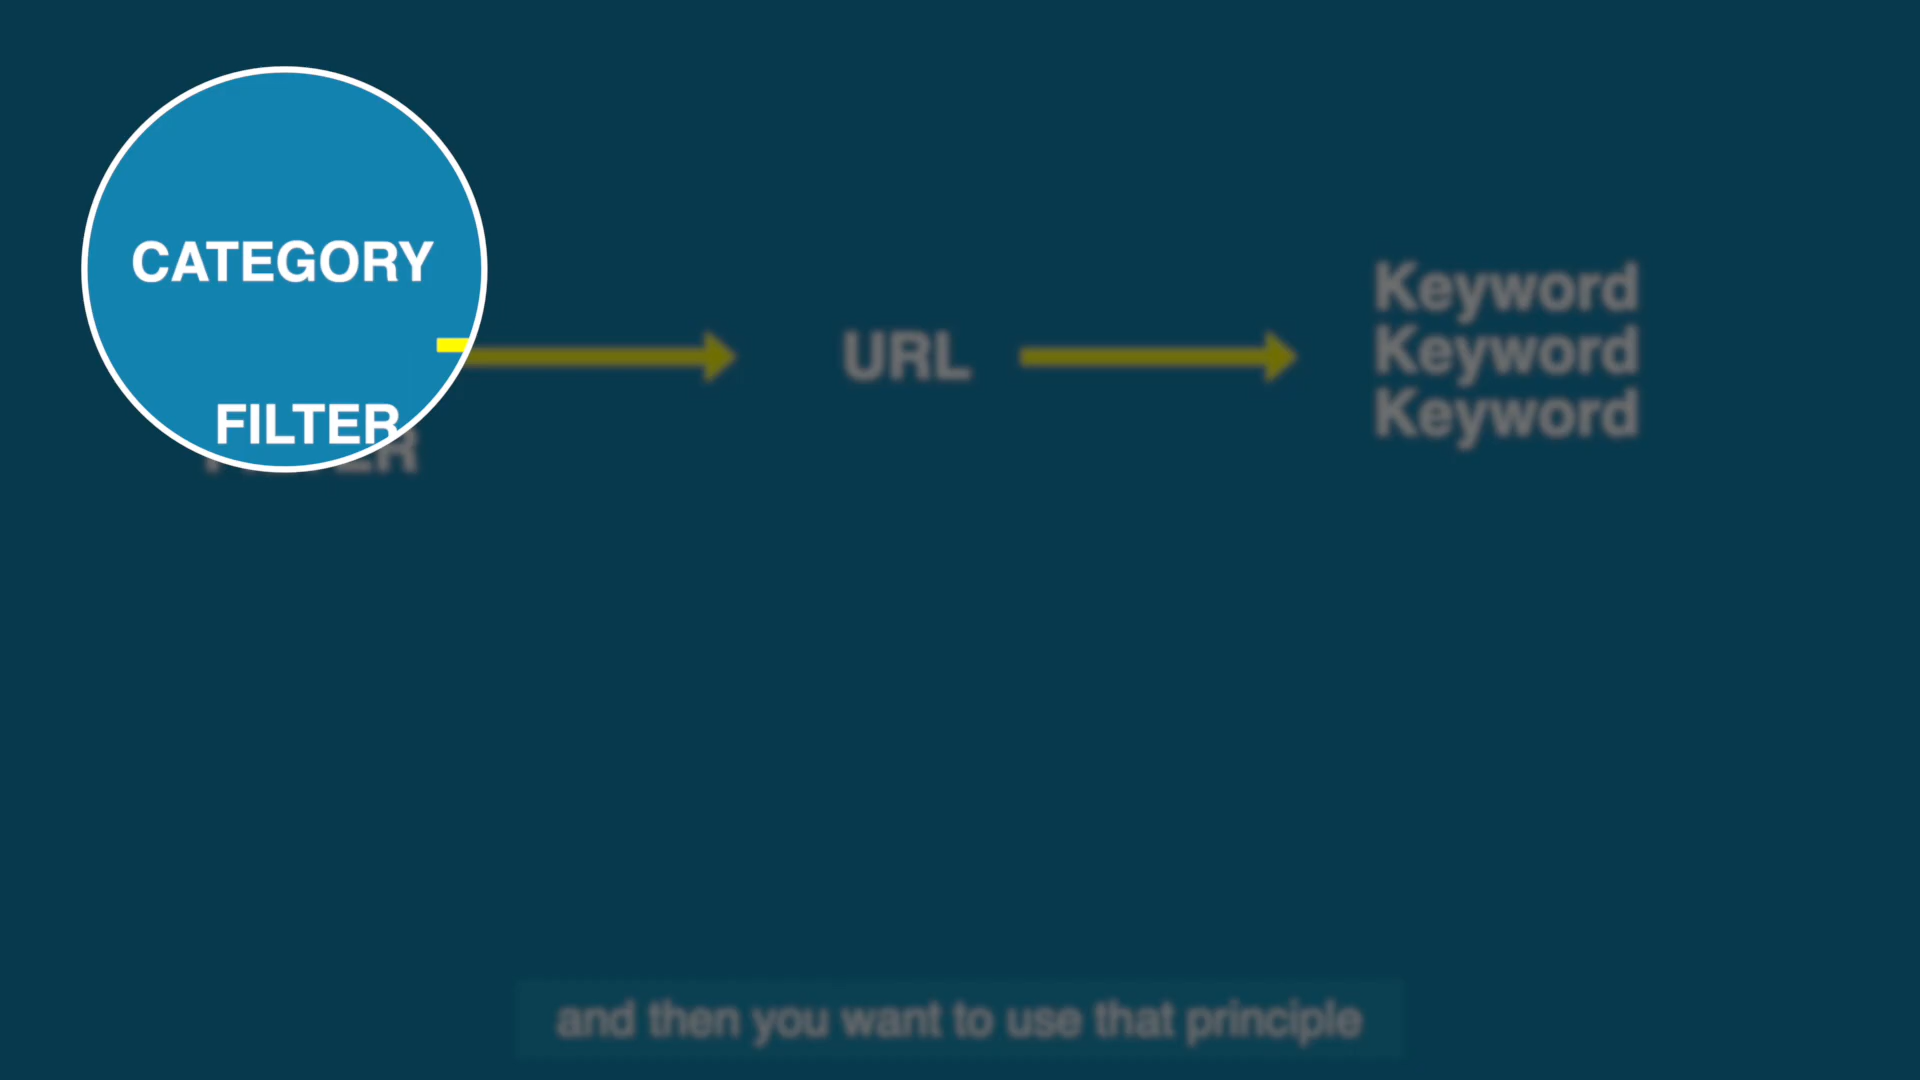 CATEGORY
FILTER
URL
Keyword
Keyword
Keyword
and then you want to use that principle